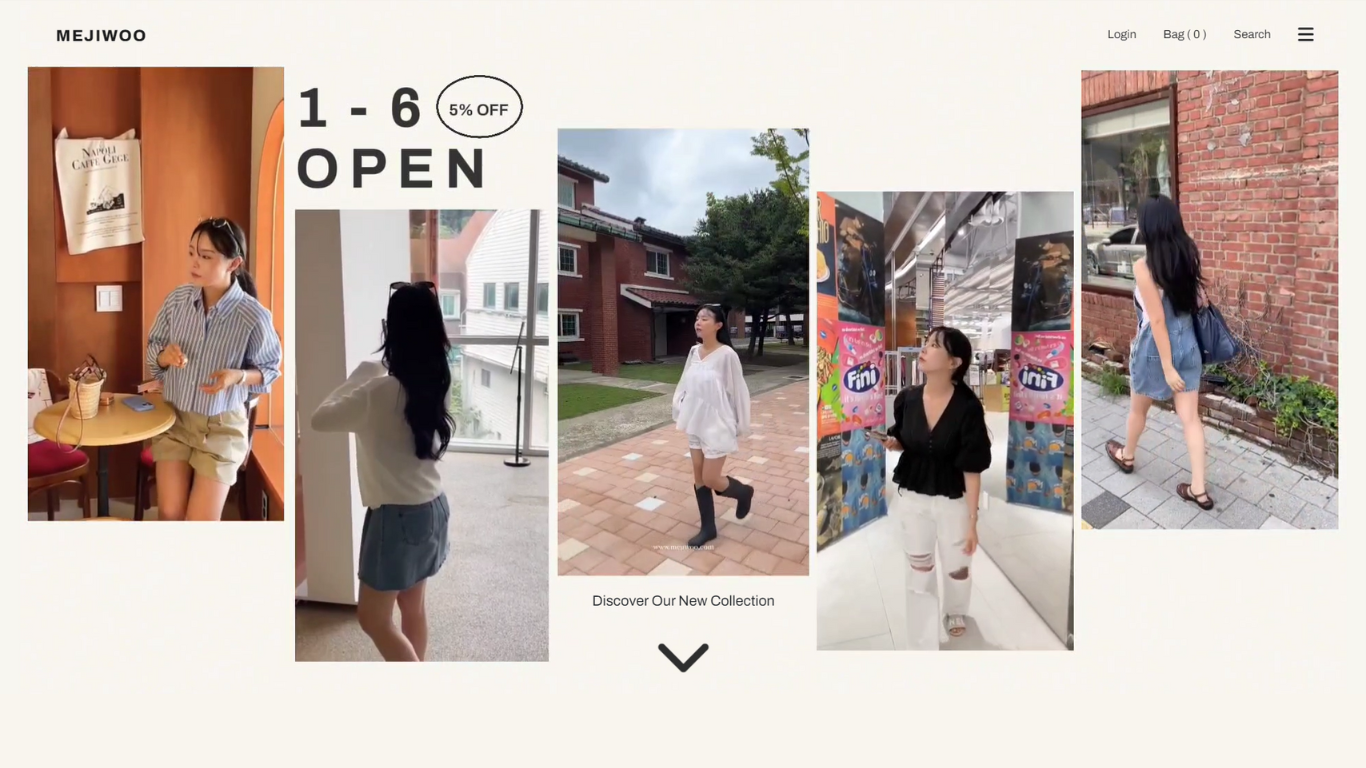 MEJIWOO
Login
Bag ( 0 )
Search
1 - 6
5% OFF
OPEN
NAPOLI
CAFFE GEGE
Fini
www.mejiwoo.com
Discover Our New Collection